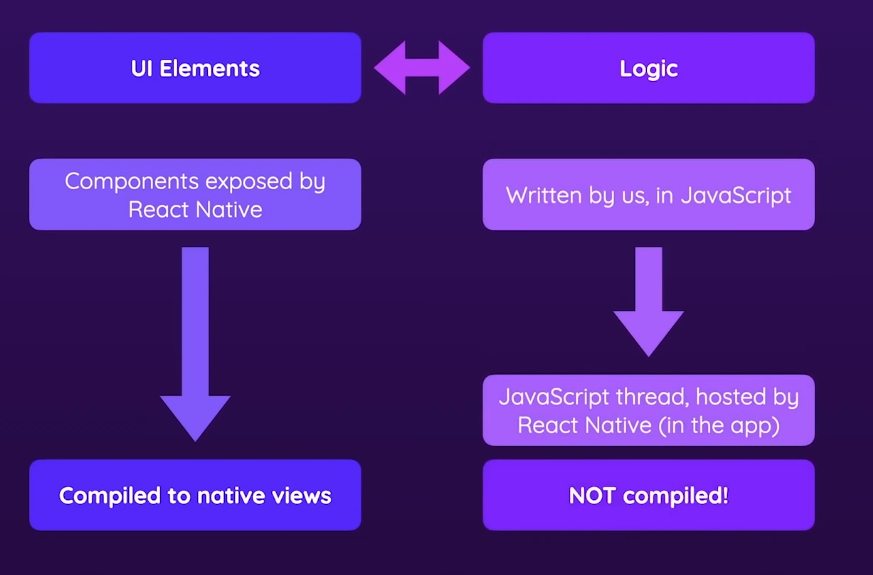 UI Elements
Logic
Components exposed by
React Native
Written by us, in JavaScript
JavaScript thread, hosted by
React Native (in the app)
Compiled to native views
NOT compiled!